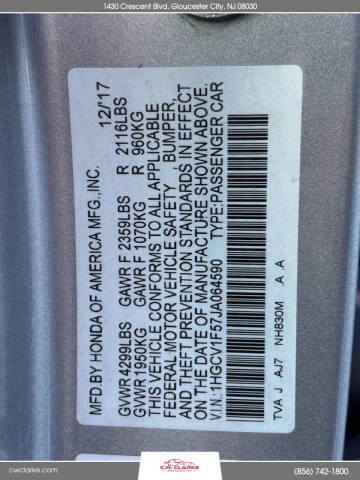 1430 Crescent Blvd, Gloucester City, NJ 08030
MFD.BY HONDA OF AMERICA MFG.,INC. 12/'17
GVWR 4299LBS GAWR F 2359LBS R 2116LBS
GVWR 1950KG GAWR F 1070KG R 960KG
THIS VEHICLE CONFORMS TO ALL APPLICABLE
FEDERAL MOTOR VEHICLE SAFETY , BUMPER,
AND THEFT PREVENTION STANDARDS IN EFFECT
ON THE DATE OF MANUFACTURE SHOWN ABOVE.
V.I.N.:1HGCV1F57JA064590 TYPE:PASSENGER CAR
TVA J AJ7 NH830M A .A
cwclarke.com
C.W. CLARKE
(856) 742-1800